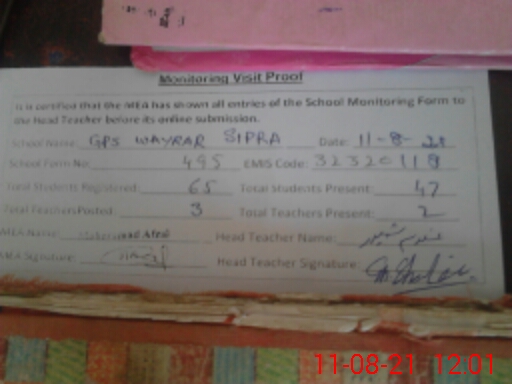 Monitoring Visit Proof
It is certified that the MEA has shown all entries of the School Monitoring Form to
the Head Teacher before its online submission.
School Name: GPS WAYRAR SIPRA Date: 11-8-21
School Form No: 495 EMIS Code: 32320119
Total Students Registered: 65 Total Students Present: 47
Total Teachers Posted: 3 Total Teachers Present: 2
MEA Name: Muhammad Afzal Head Teacher Name:
MEA Signature: Head Teacher Signature:
11-08-21 12:01